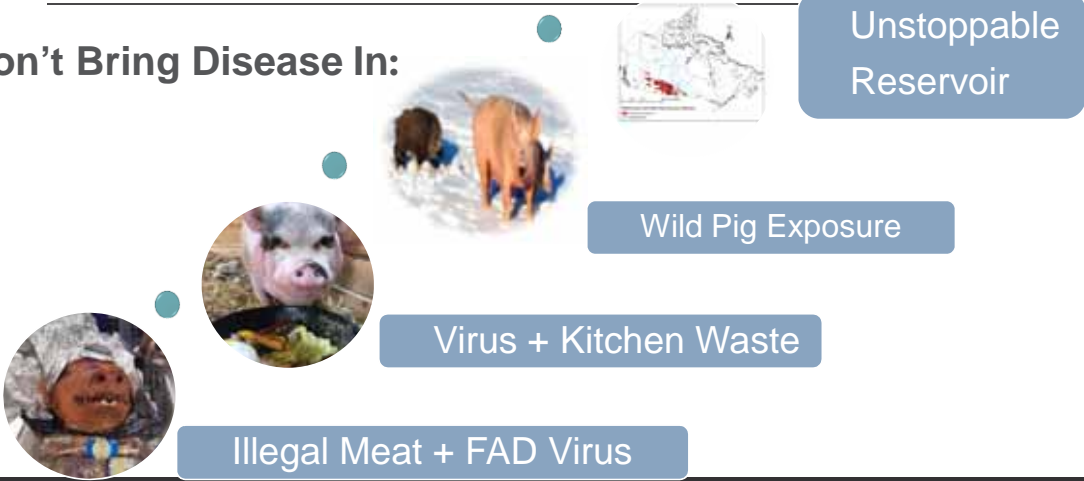 on't Bring Disease In:
Unstoppable
Reservoir
Wild Pig Exposure
Virus + Kitchen Waste
Illegal Meat + FAD Virus